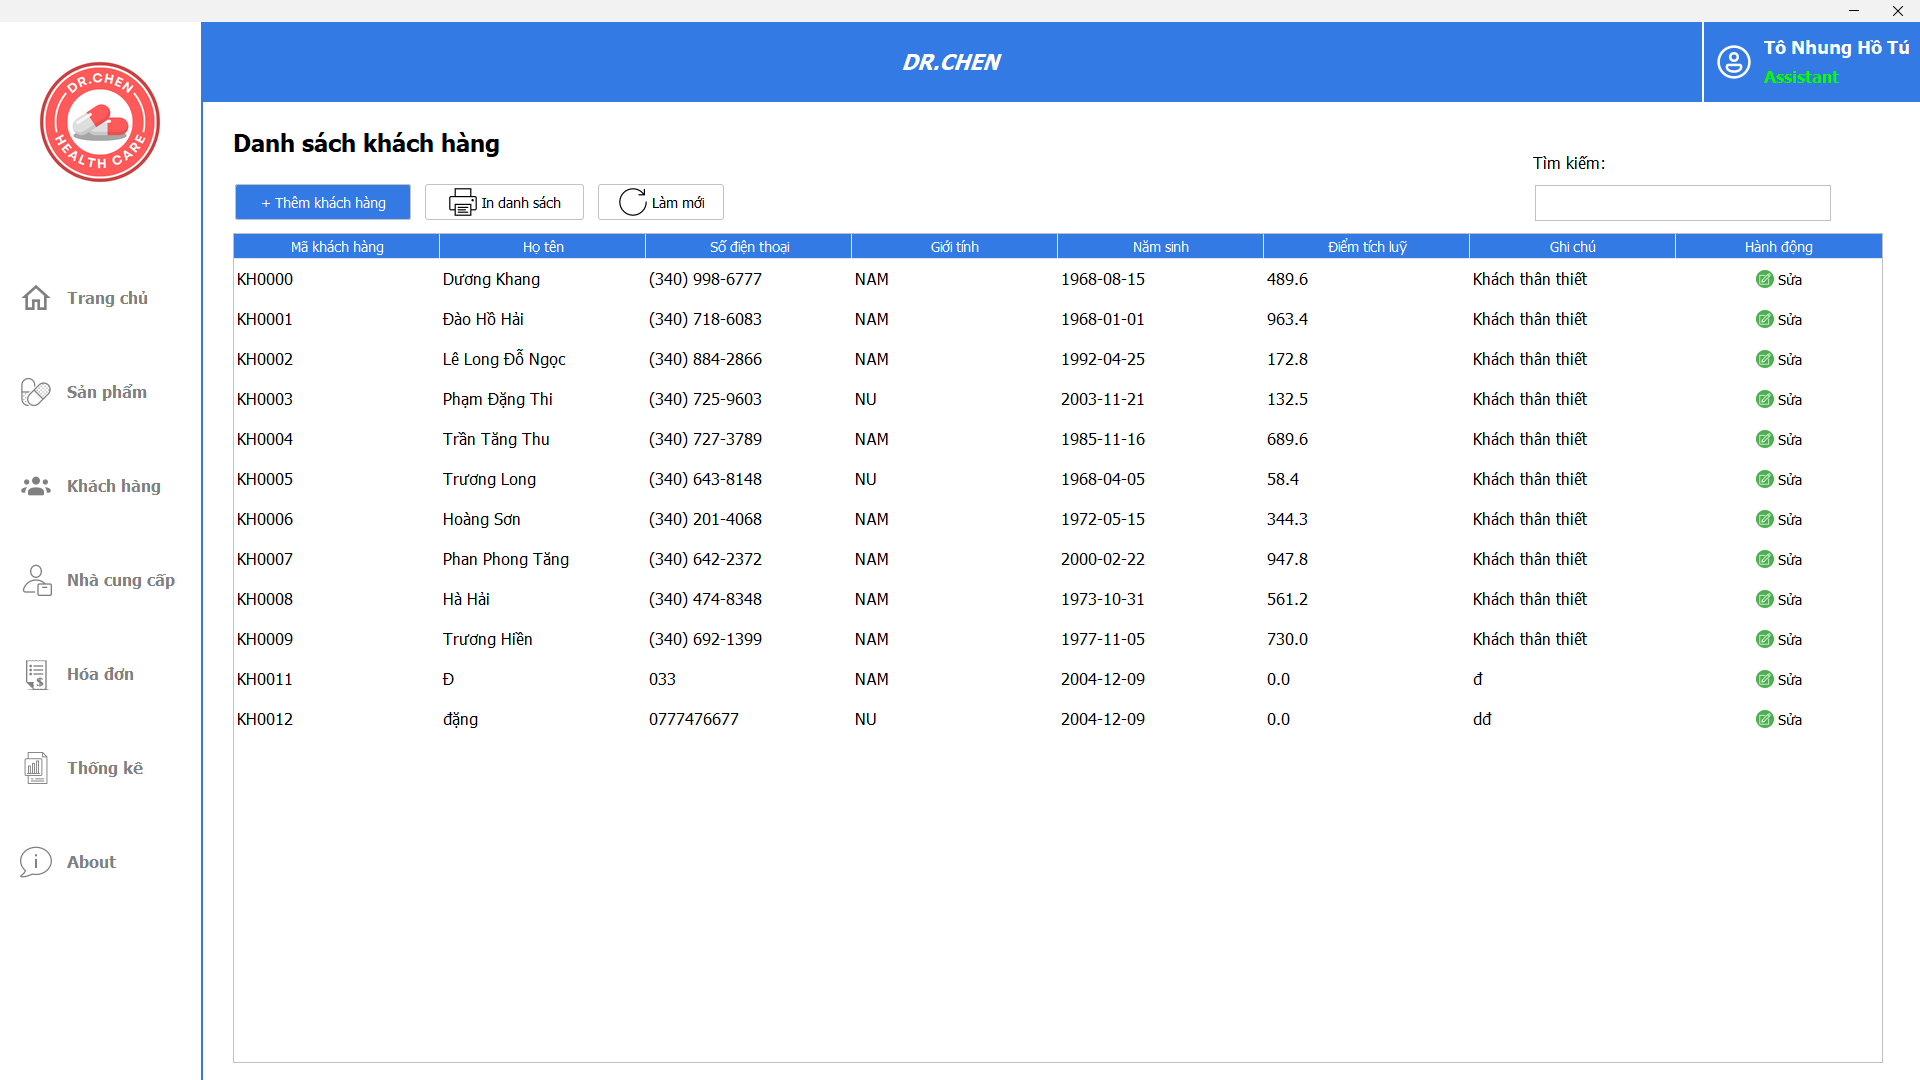 DR.CHEN
Tô Nhung Hồ Tú
Assistant
DR.CHEN
HEALTH CARE
Trang chủ
Sản phẩm
Khách hàng
Nhà cung cấp
Hóa đơn
Thống kê
About
Danh sách khách hàng
Tìm kiếm:
+ Thêm khách hàng In danh sách Làm mới
Mã khách hàng Họ tên Số điện thoại Giới tính Năm sinh Điểm tích luỹ Ghi chú Hành động
KH0000 Dương Khang (340) 998-6777 NAM 1968-08-15 489.6 Khách thân thiết Sửa
KH0001 Đào Hồ Hải (340) 718-6083 NAM 1968-01-01 963.4 Khách thân thiết Sửa
KH0002 Lê Long Đỗ Ngọc (340) 884-2866 NAM 1992-04-25 172.8 Khách thân thiết Sửa
KH0003 Phạm Đặng Thi (340) 725-9603 NU 2003-11-21 132.5 Khách thân thiết Sửa
KH0004 Trần Tăng Thu (340) 727-3789 NAM 1985-11-16 689.6 Khách thân thiết Sửa
KH0005 Trương Long (340) 643-8148 NU 1968-04-05 58.4 Khách thân thiết Sửa
KH0006 Hoàng Sơn (340) 201-4068 NAM 1972-05-15 344.3 Khách thân thiết Sửa
KH0007 Phan Phong Tăng (340) 642-2372 NAM 2000-02-22 947.8 Khách thân thiết Sửa
KH0008 Hà Hải (340) 474-8348 NAM 1973-10-31 561.2 Khách thân thiết Sửa
KH0009 Trương Hiền (340) 692-1399 NAM 1977-11-05 730.0 Khách thân thiết Sửa
KH0011 Đ 033 NAM 2004-12-09 0.0 đ Sửa
KH0012 đặng 0777476677 NU 2004-12-09 0.0 dđ Sửa